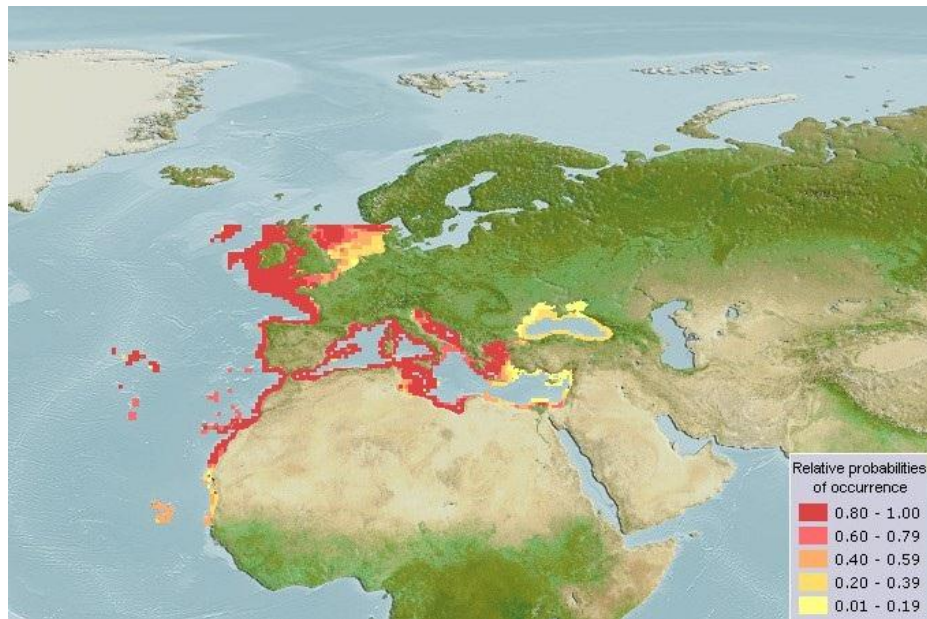 Relative probabilities
of occurrence
0.80 - 1.00
0.60 - 0.79
0.40 - 0.59
0.20 - 0.39
0.01 - 0.19